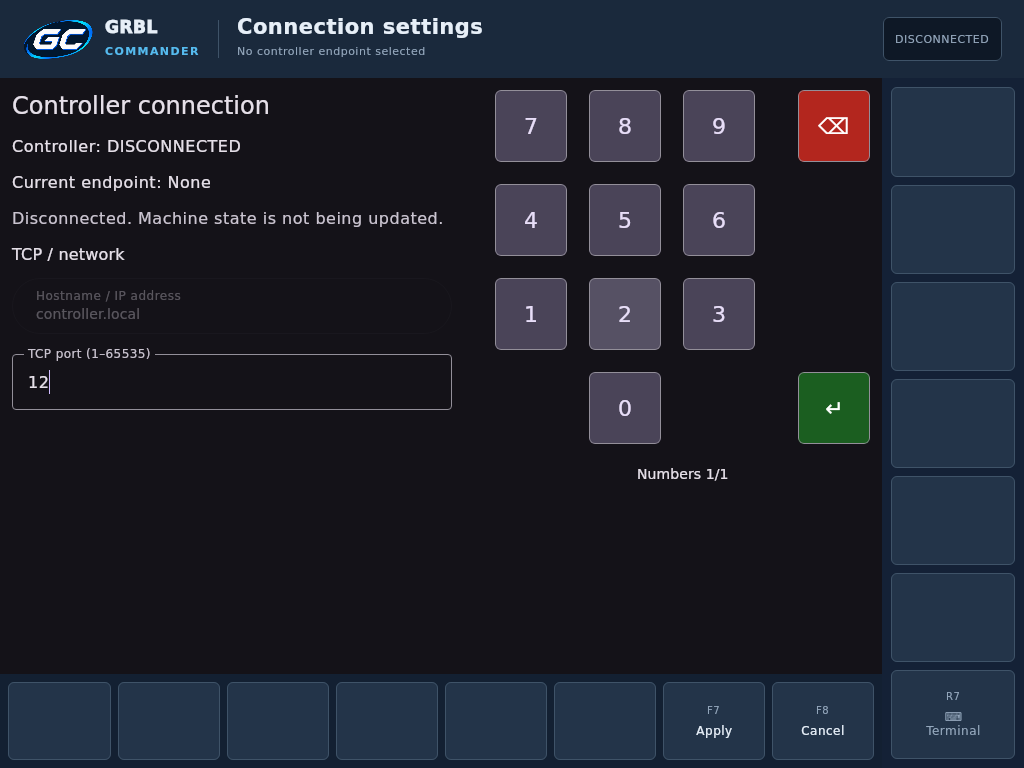 GC
GRBL
COMMANDER
Connection settings
No controller endpoint selected
DISCONNECTED
Controller connection
Controller: DISCONNECTED
Current endpoint: None
Disconnected. Machine state is not being updated.
TCP / network
Hostname / IP address
controller.local
TCP port (1–65535)
12
7 8 9 ⌫
4 5 6
1 2 3
0 ↵
Numbers 1/1
F7
Apply
F8
Cancel
R7
⌨
Terminal